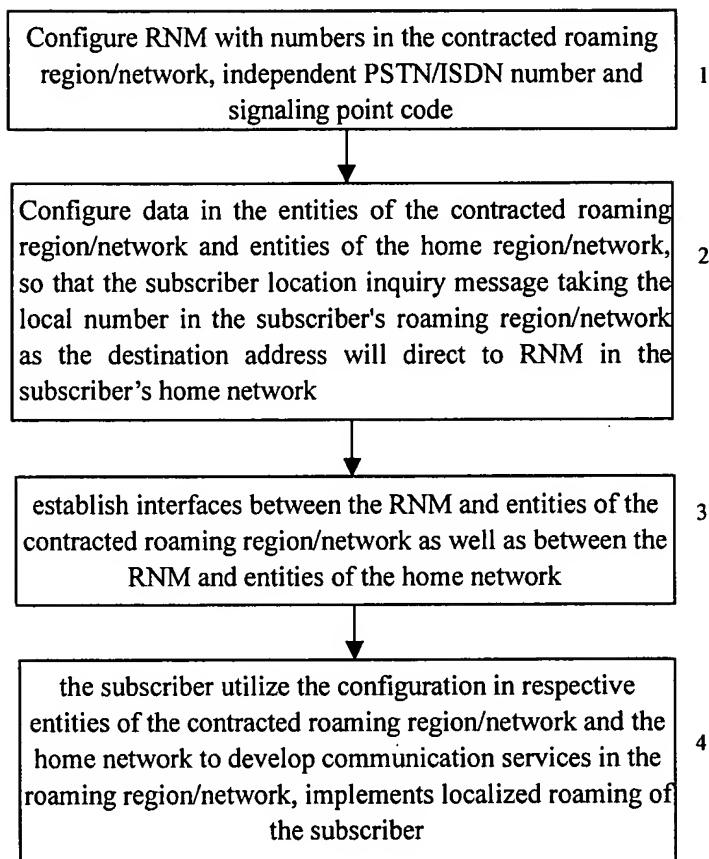 Configure RNM with numbers in the contracted roaming
region/network, independent PSTN/ISDN number and
signaling point code
1
Configure data in the entities of the contracted roaming
region/network and entities of the home region/network,
so that the subscriber location inquiry message taking the
local number in the subscriber's roaming region/network
as the destination address will direct to RNM in the
subscriber's home network
2
establish interfaces between the RNM and entities of the
contracted roaming region/network as well as between the
RNM and entities of the home network
3
the subscriber utilize the configuration in respective
entities of the contracted roaming region/network and the
home network to develop communication services in the
roaming region/network, implements localized roaming of
the subscriber
4